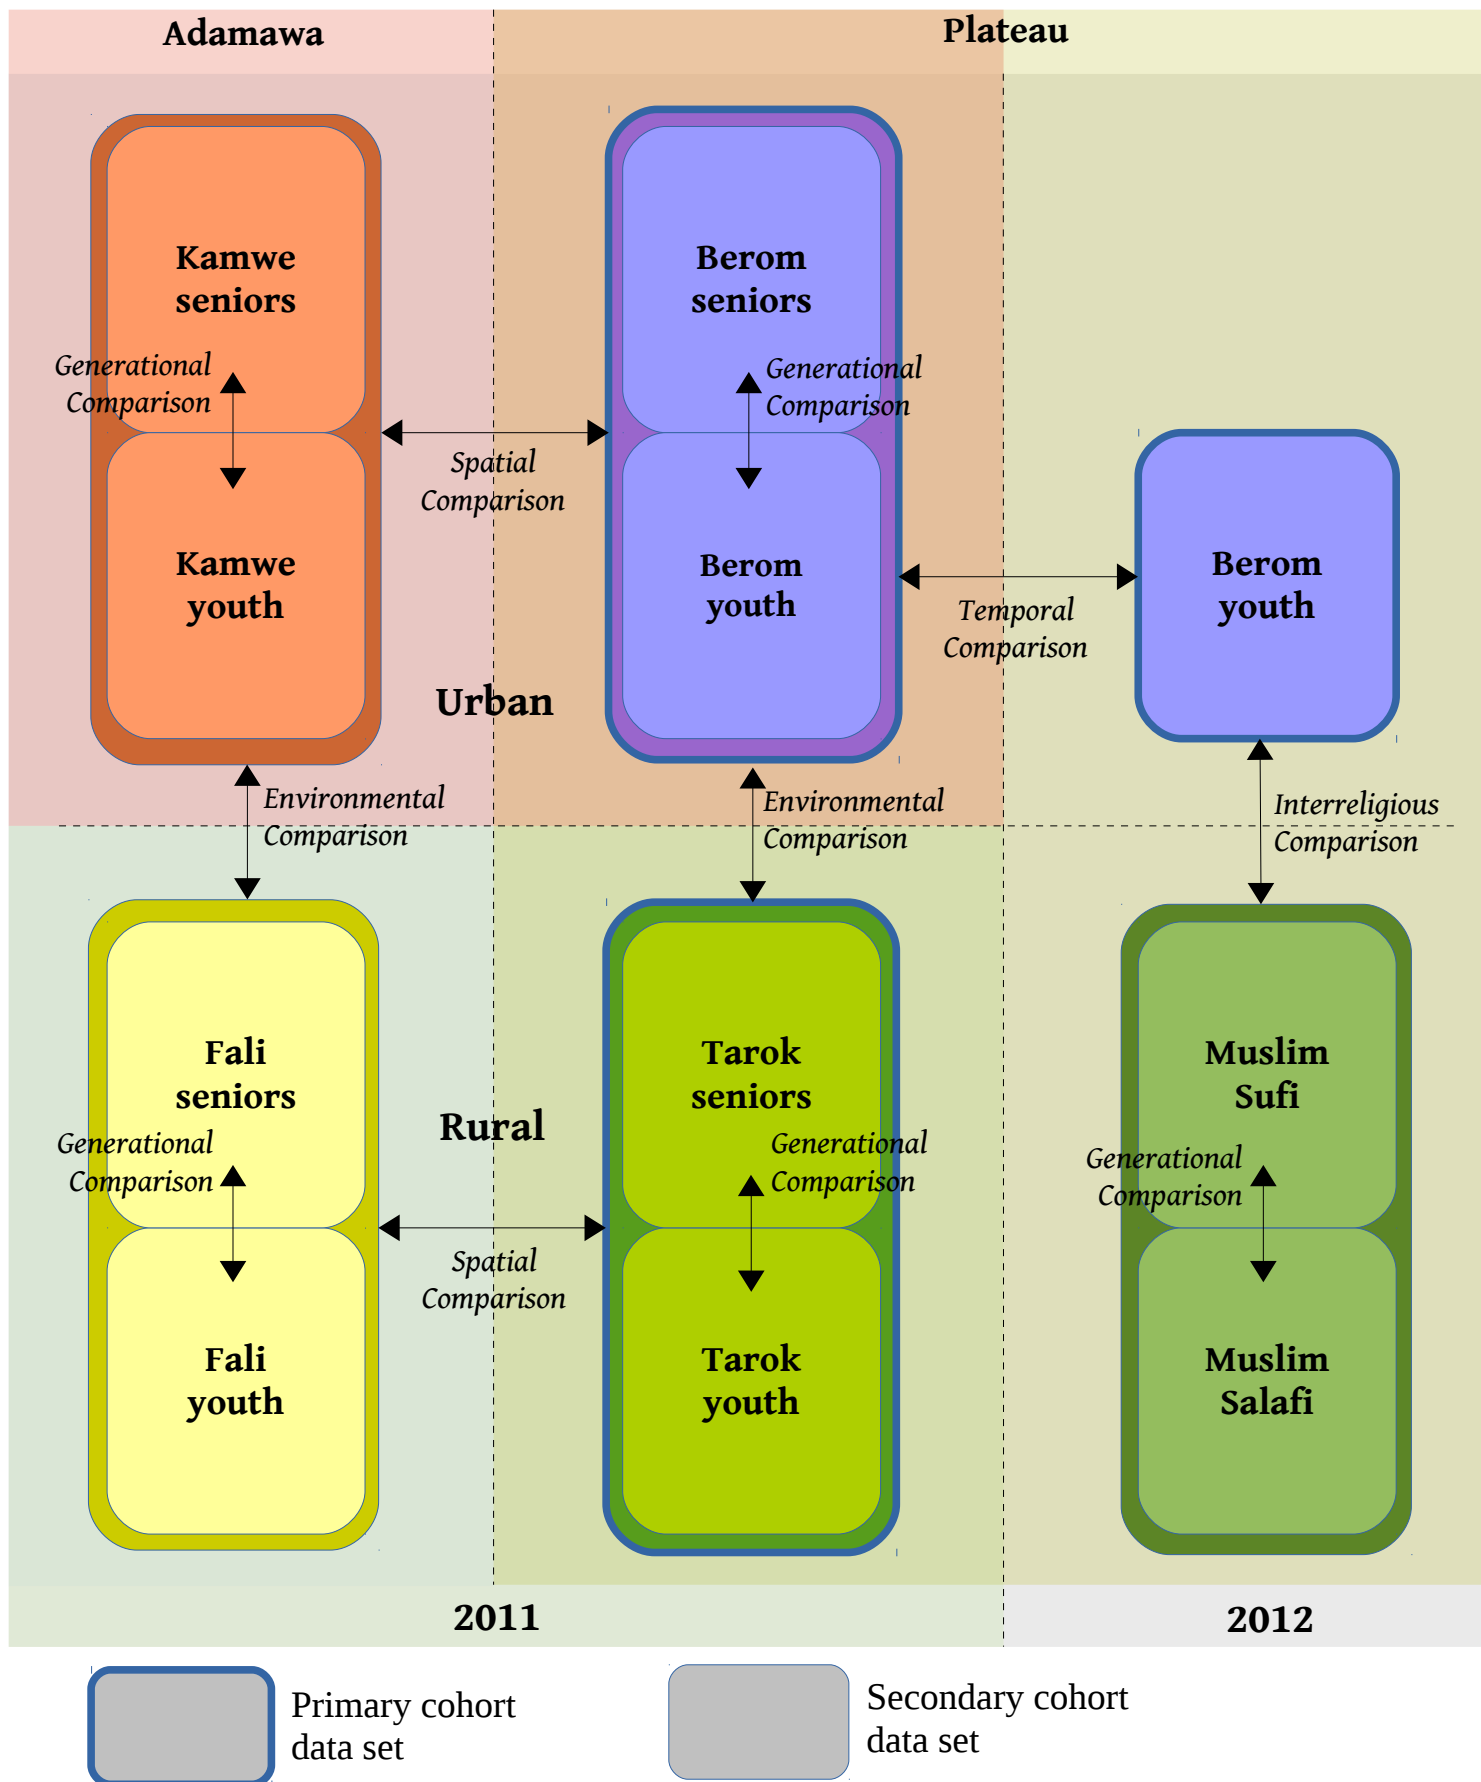 Adamawa
Plateau
Kamwe
seniors
Berom
seniors
Generational
Comparison
Generational
Comparison
Spatial
Comparison
Kamwe
youth
Berom
youth
Berom
youth
Temporal
Comparison
Urban
Environmental
Comparison
Environmental
Comparison
Interreligious
Comparison
Fali
seniors
Tarok
seniors
Muslim
Sufi
Rural
Generational
Comparison
Generational
Comparison
Generational
Comparison
Spatial
Comparison
Fali
youth
Tarok
youth
Muslim
Salafi
2011
2012
Primary cohort
data set
Secondary cohort
data set